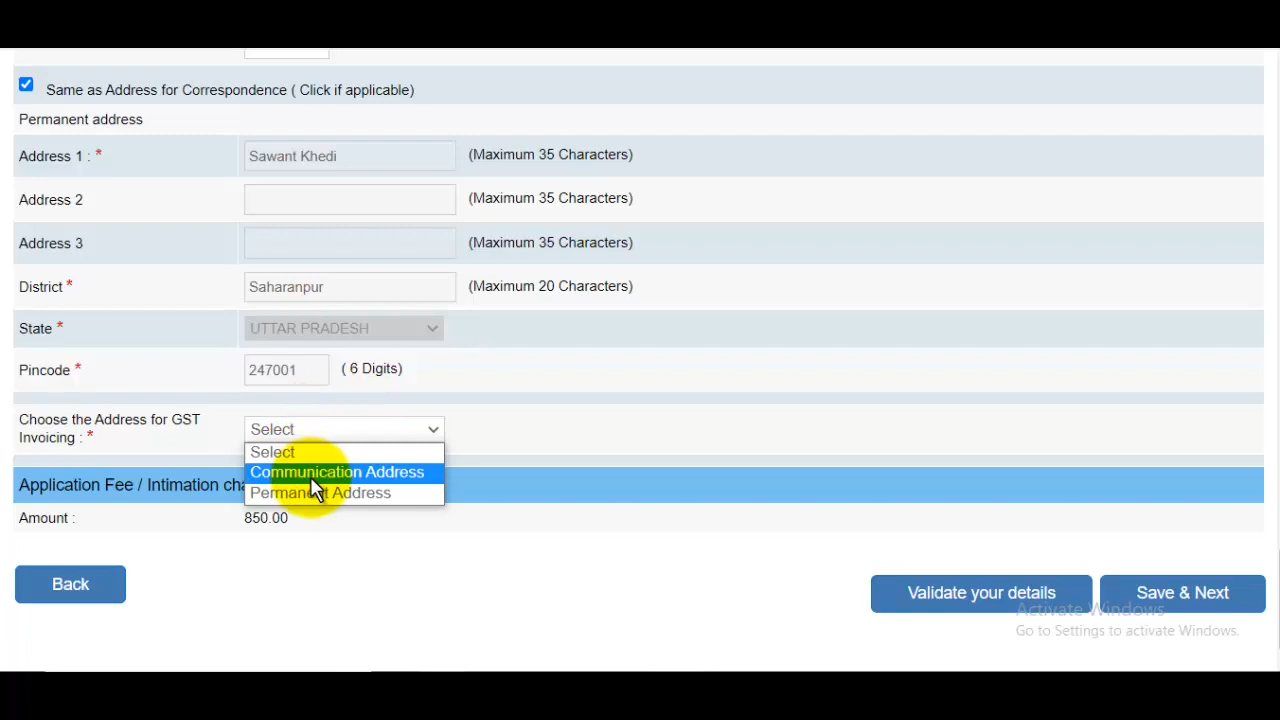 Same as Address for Correspondence ( Click if applicable)
Permanent address
Address 1 : * Sawant Khedi (Maximum 35 Characters)
Address 2 (Maximum 35 Characters)
Address 3 (Maximum 35 Characters)
District * Saharanpur (Maximum 20 Characters)
State * UTTAR PRADESH
Pincode * 247001 ( 6 Digits)
Choose the Address for GST
Invoicing : * Select
Select
Communication Address
Permanent Address
Application Fee / Intimation
Amount : 850.00
Back
Validate your details
Save & Next
Activate Windows
Go to Settings to activate Windows.